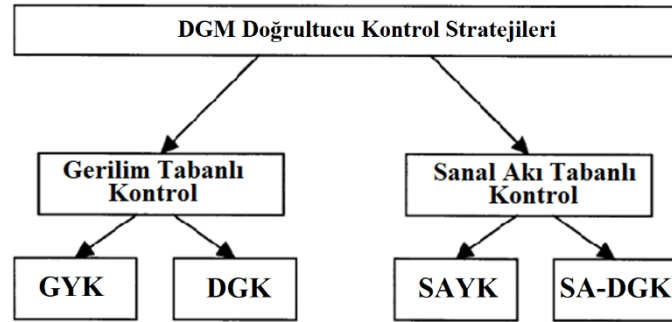 DGM Doğrultucu Kontrol Stratejileri
Gerilim Tabanlı
Kontrol
Sanal Akı Tabanlı
Kontrol
GYK
DGK
SAYK
SA-DGK